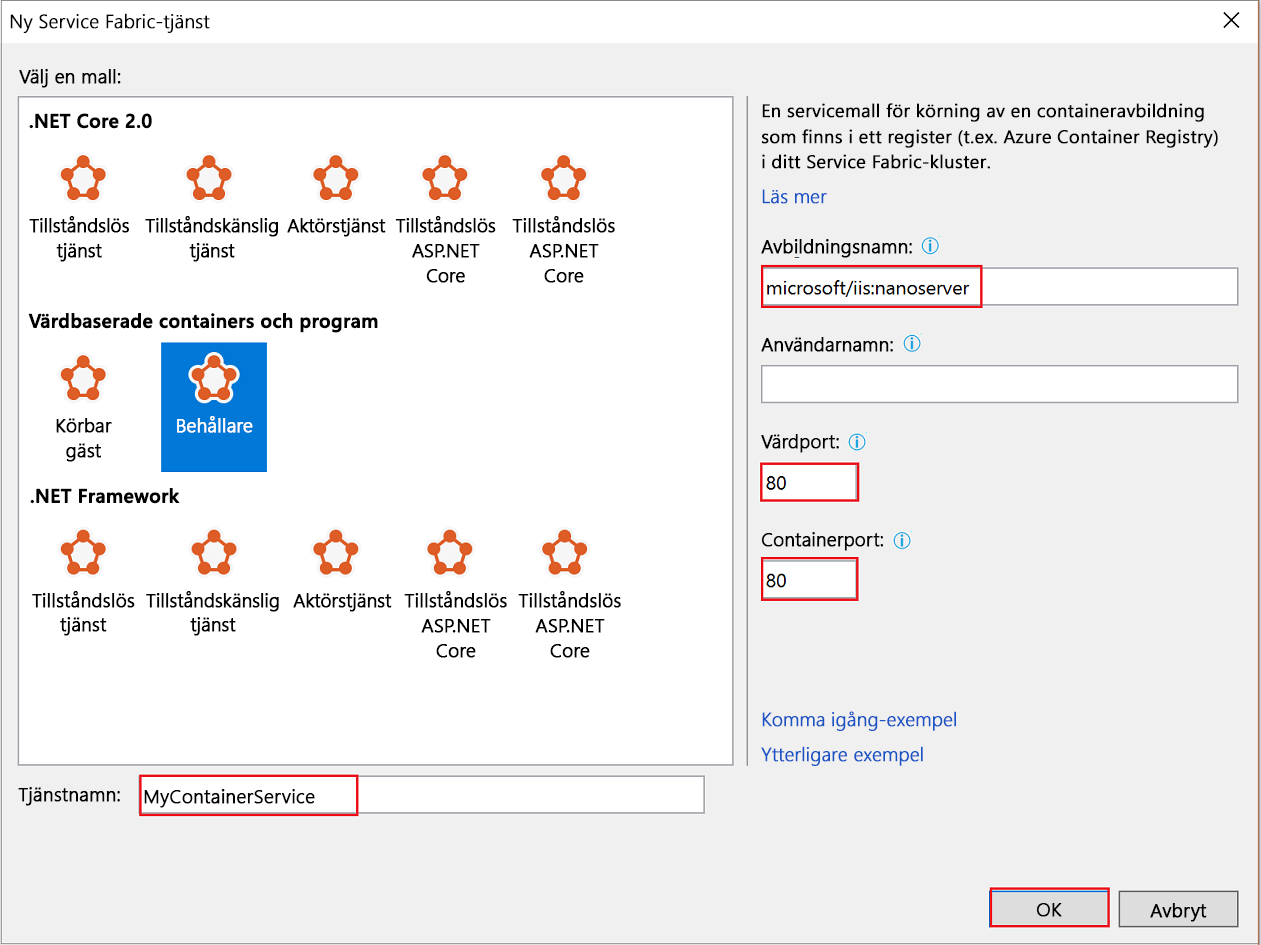 Ny Service Fabric-tjänst
Välj en mall:
.NET Core 2.0
Tillståndslös
tjänst
Tillståndskänslig
tjänst
Aktörstjänst
Tillståndslös
ASP.NET
Core
Tillståndslös
ASP.NET
Core
Värdbaserade containers och program
Körbar
gäst
Behållare
.NET Framework
Tillståndslös
tjänst
Tillståndskänslig
tjänst
Aktörstjänst
Tillståndslös
ASP.NET
Core
Tillståndslös
ASP.NET
Core
En servicemall för körning av en containeravbildning
som finns i ett register (t.ex. Azure Container Registry)
i ditt Service Fabric-kluster.
Läs mer
Avbildningsnamn:
microsoft/iis:nanoserver
Användarnamn:
Värdport:
80
Containerport:
80
Komma igång-exempel
Ytterligare exempel
Tjänstnamn:
MyContainerService
OK
Avbryt